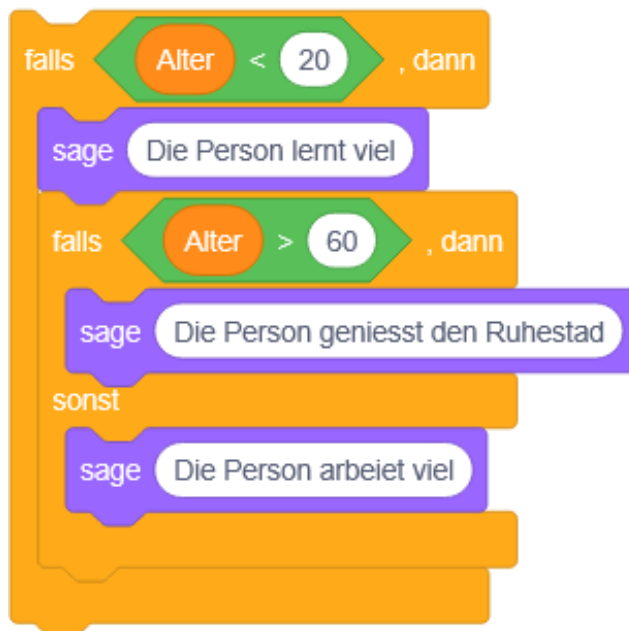 falls Alter < 20 , dann
sage Die Person lernt viel
falls Alter > 60 , dann
sage Die Person geniesst den Ruhestad
sonst
sage Die Person arbeiet viel